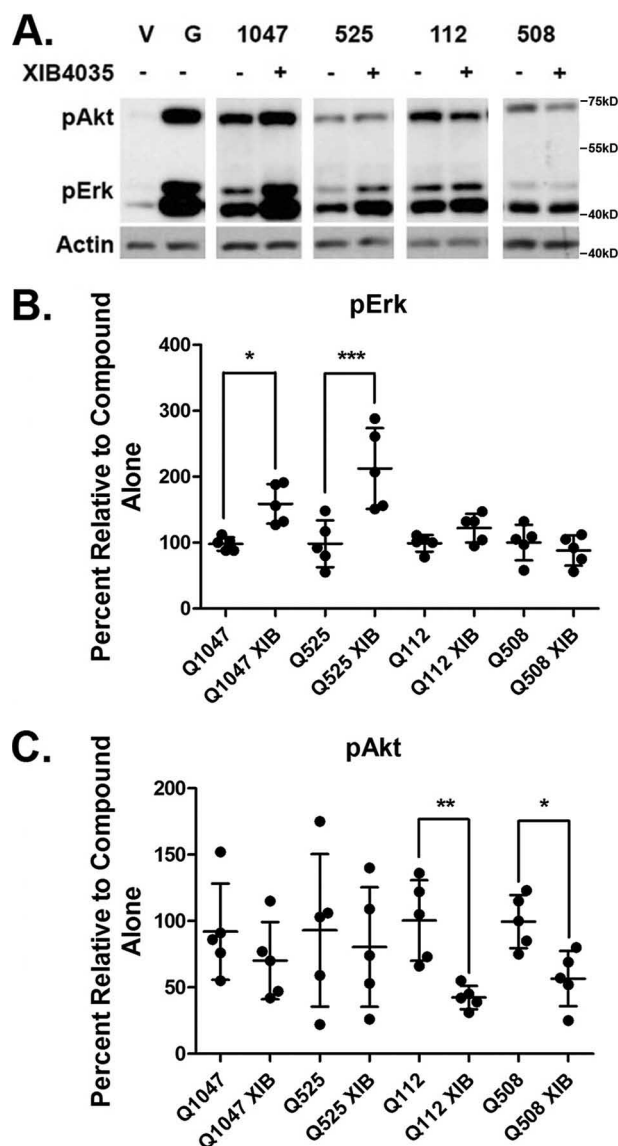 A.
V G 1047 525 112 508
XIB4035 - - - + - + - + - +
pAkt
pErk
Actin
-75kD
-55kD
-40kD
-40kD
B.
pErk
Percent Relative to Compound
Alone
400
300
200
100
0
*
***
Q1047
Q1047 XIB
Q525
Q525 XIB
Q112
Q112 XIB
Q508
Q508 XIB
C.
pAkt
Percent Relative to Compound
Alone
200
150
100
50
0
**
*
Q1047
Q1047 XIB
Q525
Q525 XIB
Q112
Q112 XIB
Q508
Q508 XIB